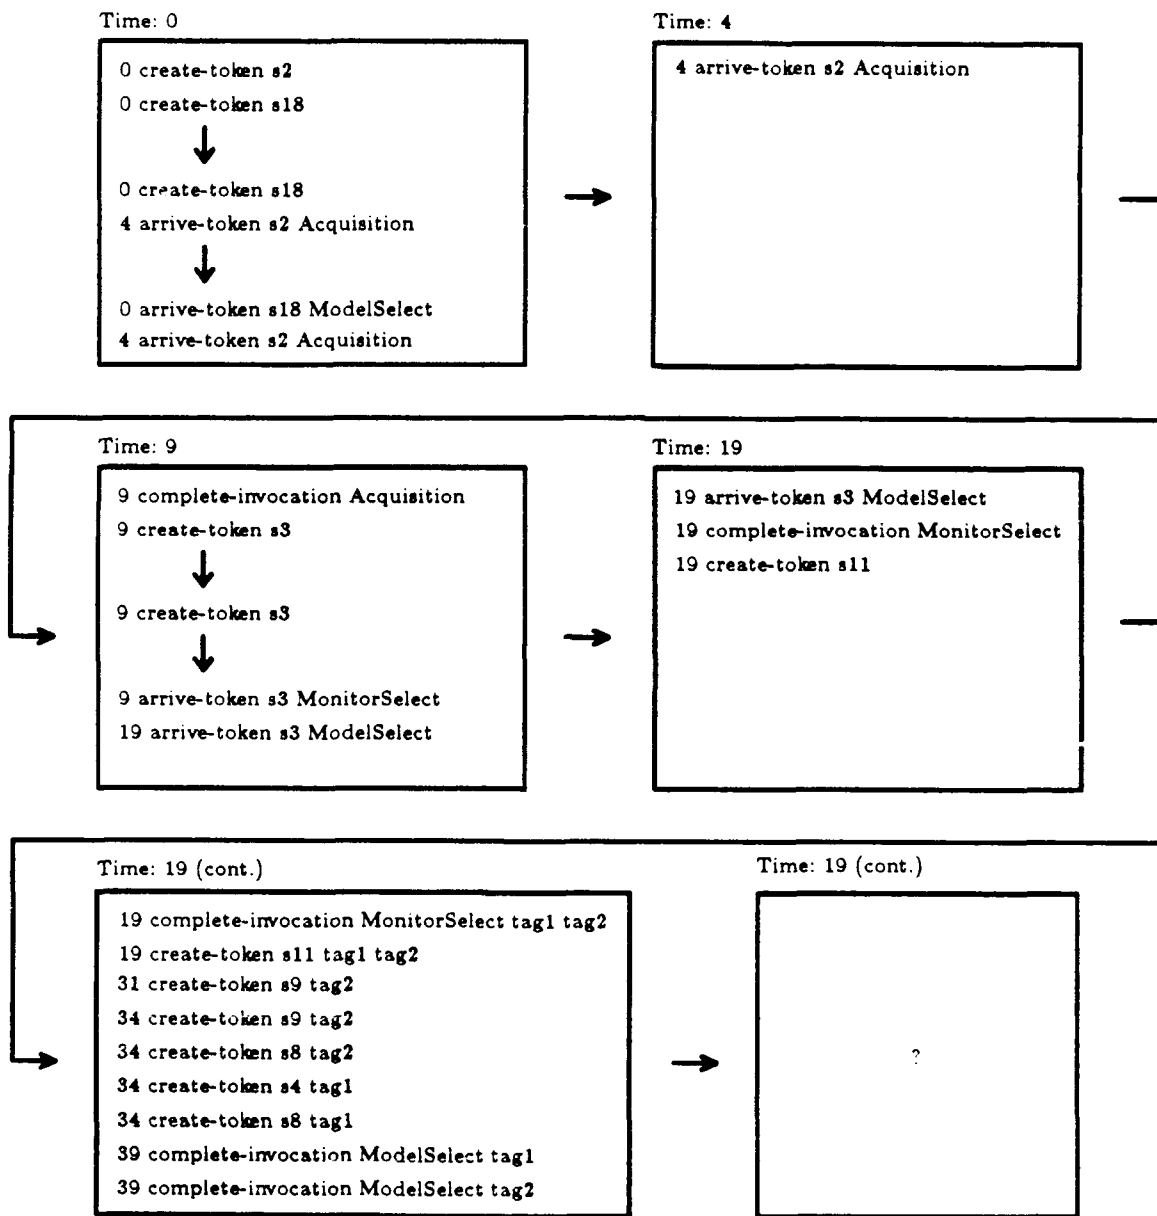 Time: 0
0 create-token s2
0 create-token s18
0 create-token s18
4 arrive-token s2 Acquisition
0 arrive-token s18 ModelSelect
4 arrive-token s2 Acquisition
Time: 4
4 arrive-token s2 Acquisition
Time: 9
9 complete-invocation Acquisition
9 create-token s3
9 create-token s3
9 arrive-token s3 MonitorSelect
19 arrive-token s3 ModelSelect
Time: 19
19 arrive-token s3 ModelSelect
19 complete-invocation MonitorSelect
19 create-token s11
Time: 19 (cont.)
19 complete-invocation MonitorSelect tag1 tag2
19 create-token s11 tag1 tag2
31 create-token s9 tag2
34 create-token s9 tag2
34 create-token s8 tag2
34 create-token s4 tag1
34 create-token s8 tag1
39 complete-invocation ModelSelect tag1
39 complete-invocation ModelSelect tag2
Time: 19 (cont.)
?